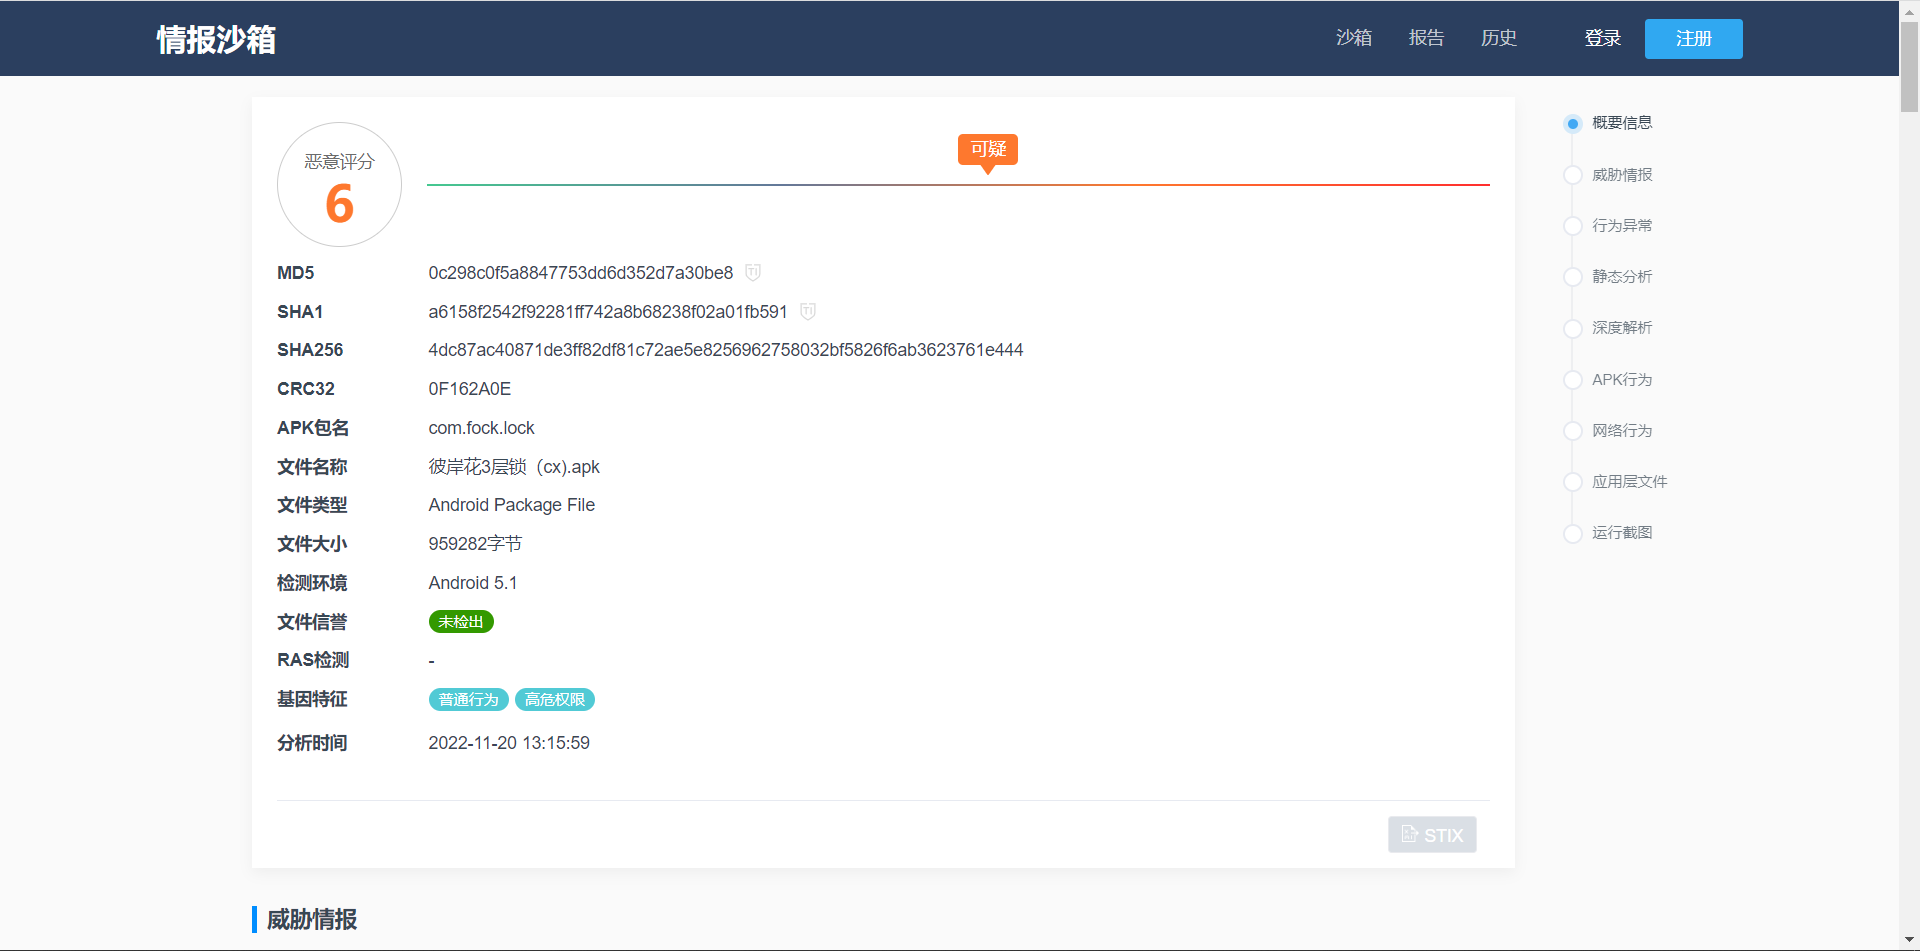 情报沙箱 沙箱 报告 历史 登录 注册
恶意评分
6
可疑
MD5 0c298c0f5a8847753dd6d352d7a30be8
SHA1 a6158f2542f92281ff742a8b68238f02a01fb591
SHA256 4dc87ac40871de3ff82df81c72ae5e8256962758032bf5826f6ab3623761e444
CRC32 0F162A0E
APK包名 com.fock.lock
文件名称 彼岸花3层锁（cx).apk
文件类型 Android Package File
文件大小 959282字节
检测环境 Android 5.1
文件信誉 未检出
RAS检测 -
基因特征 普通行为 高危权限
分析时间 2022-11-20 13:15:59
STIX
威胁情报
概要信息
威胁情报
行为异常
静态分析
深度解析
APK行为
网络行为
应用层文件
运行截图